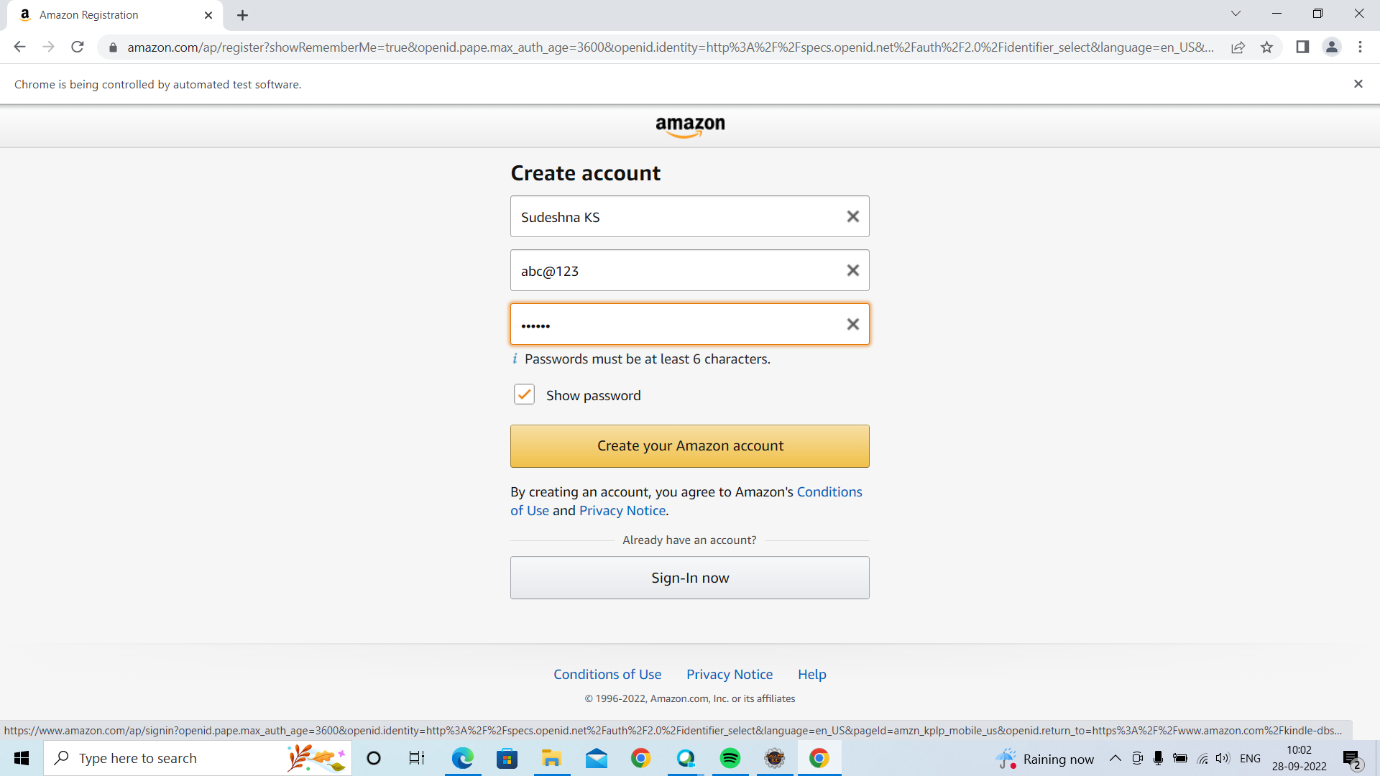 Amazon Registration
amazon.com/ap/register?showRememberMe=true&openid.pape.max_auth_age=3600&openid.identity=http%3A%2F%2Fspecs.openid.net%2Fauth%2F2.0%2Fidentifier_select&language=en_US&...
Chrome is being controlled by automated test software.
amazon
Create account
Sudeshna KS
abc@123
••••••
i Passwords must be at least 6 characters.
Show password
Create your Amazon account
By creating an account, you agree to Amazon's Conditions
of Use and Privacy Notice.
Already have an account?
Sign-In now
Conditions of Use Privacy Notice Help
© 1996-2022, Amazon.com, Inc. or its affiliates
https://www.amazon.com/ap/signin?openid.pape.max_auth_age=3600&openid.identity=http%3A%2F%2Fspecs.openid.net%2Fauth%2F2.0%2Fidentifier_select&language=en_US&pageId=amzn_kplp_mobile_us&openid.return_to=https%3A%2F%2Fwww.amazon.com%2Fkindle-dbs...
Type here to search
Raining now
ENG
10:02
28-09-2022
2